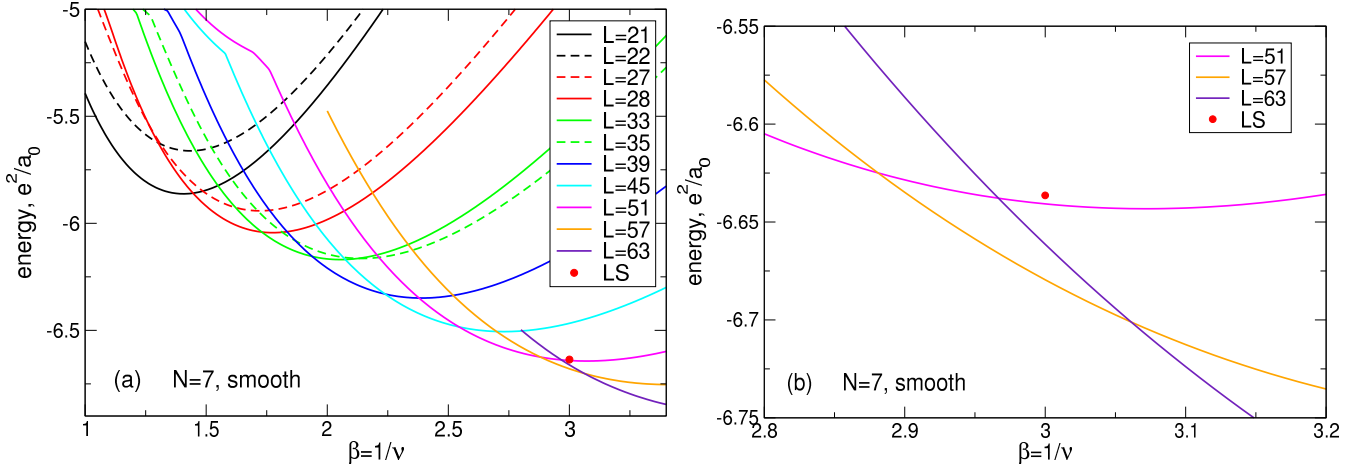 -5
-5.5
-6
-6.5
energy, e²/a₀
1
1.5
2
2.5
3
β=1/ν
L=21
L=22
L=27
L=28
L=33
L=35
L=39
L=45
L=51
L=57
L=63
LS
(a) N=7, smooth
-6.55
-6.6
-6.65
-6.7
-6.75
energy, e²/a₀
2.8
2.9
3
3.1
3.2
β=1/ν
L=51
L=57
L=63
LS
(b) N=7, smooth